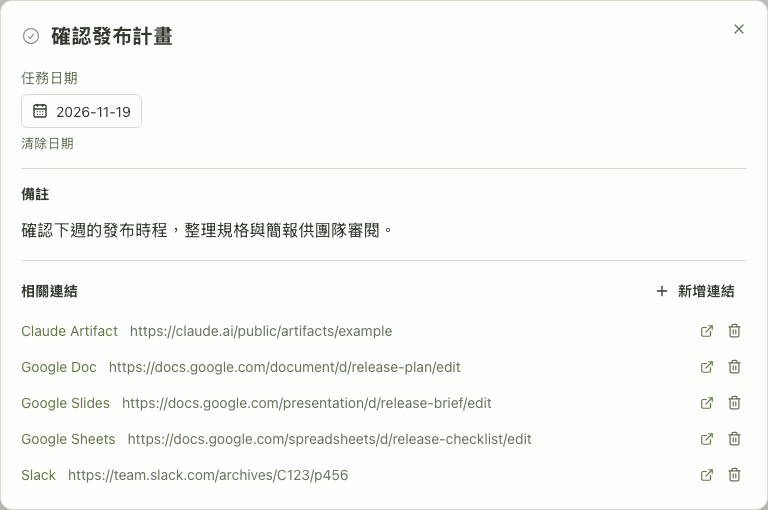 確認發布計畫
任務日期
2026-11-19
清除日期
備註
確認下週的發布時程，整理規格與簡報供團隊審閱。
相關連結 + 新增連結
Claude Artifact https://claude.ai/public/artifacts/example
Google Doc https://docs.google.com/document/d/release-plan/edit
Google Slides https://docs.google.com/presentation/d/release-brief/edit
Google Sheets https://docs.google.com/spreadsheets/d/release-checklist/edit
Slack https://team.slack.com/archives/C123/p456